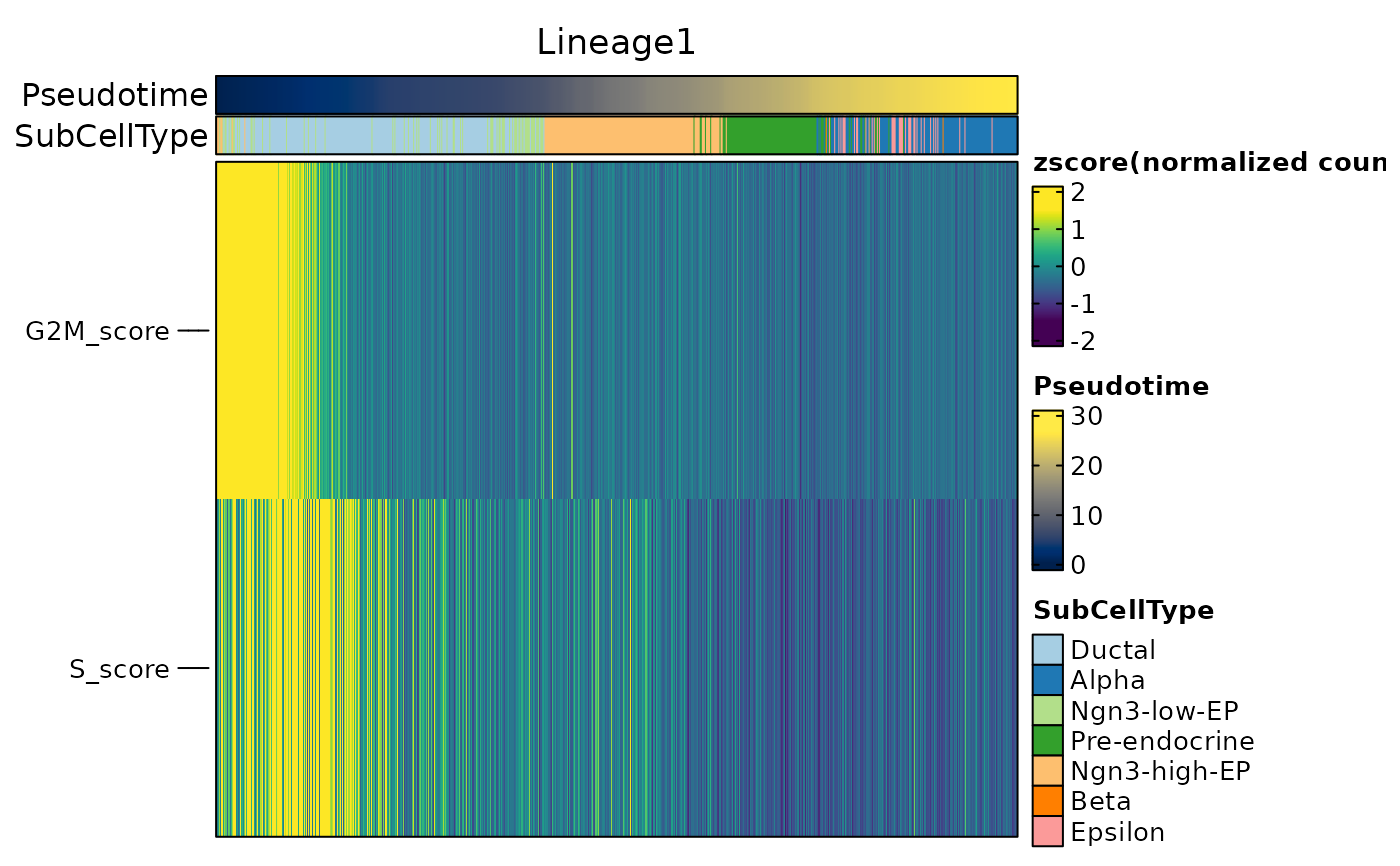 Lineage1
Pseudotime
SubCellType
G2M_score
S_score
zscore(normalized coun
2
1
0
-1
-2
Pseudotime
30
20
10
0
SubCellType
Ductal
Alpha
Ngn3-low-EP
Pre-endocrine
Ngn3-high-EP
Beta
Epsilon